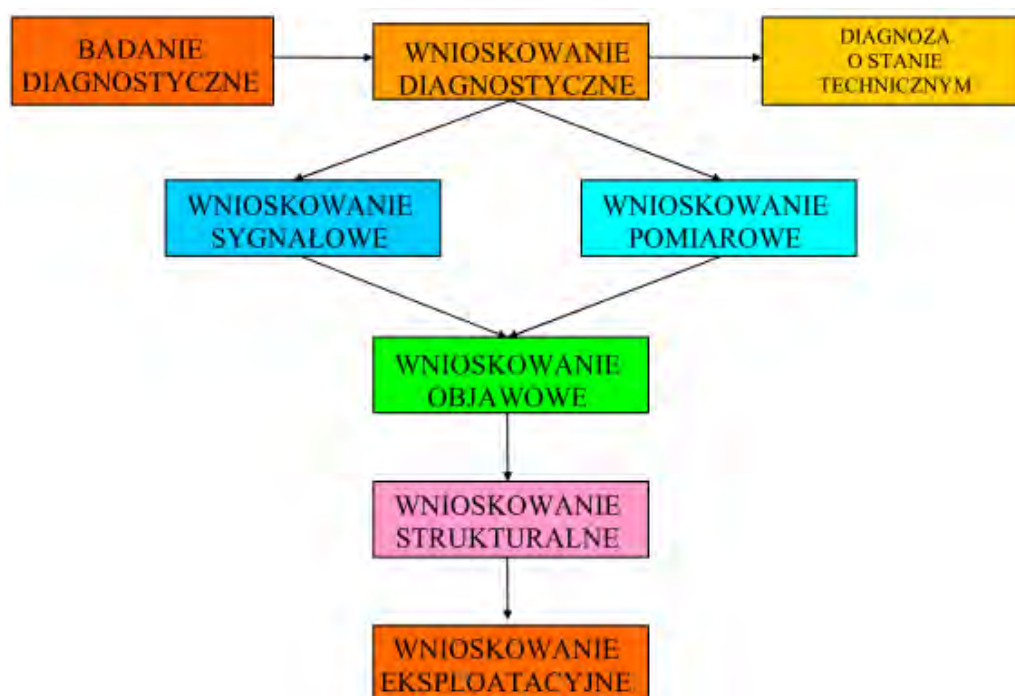 BADANIE
DIAGNOSTYCZNE
WNIOSKOWANIE
DIAGNOSTYCZNE
DIAGNOZA
O STANIE
TECHNICZNYM
WNIOSKOWANIE
SYGNAŁOWE
WNIOSKOWANIE
POMIAROWE
WNIOSKOWANIE
OBJAWOWE
WNIOSKOWANIE
STRUKTURALNE
WNIOSKOWANIE
EKSPLOATACYJNE